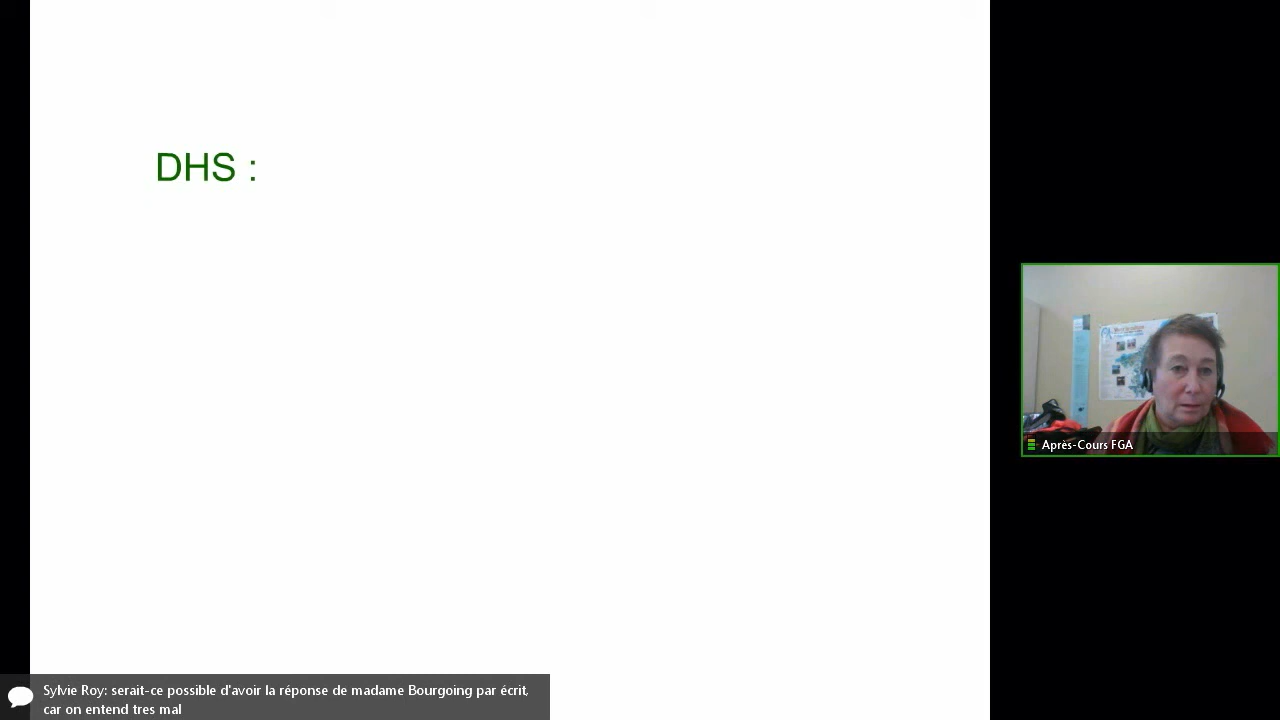 DHS :
Après-Cours FGA
Sylvie Roy: serait-ce possible d'avoir la réponse de madame Bourgoing par écrit,
car on entend tres mal